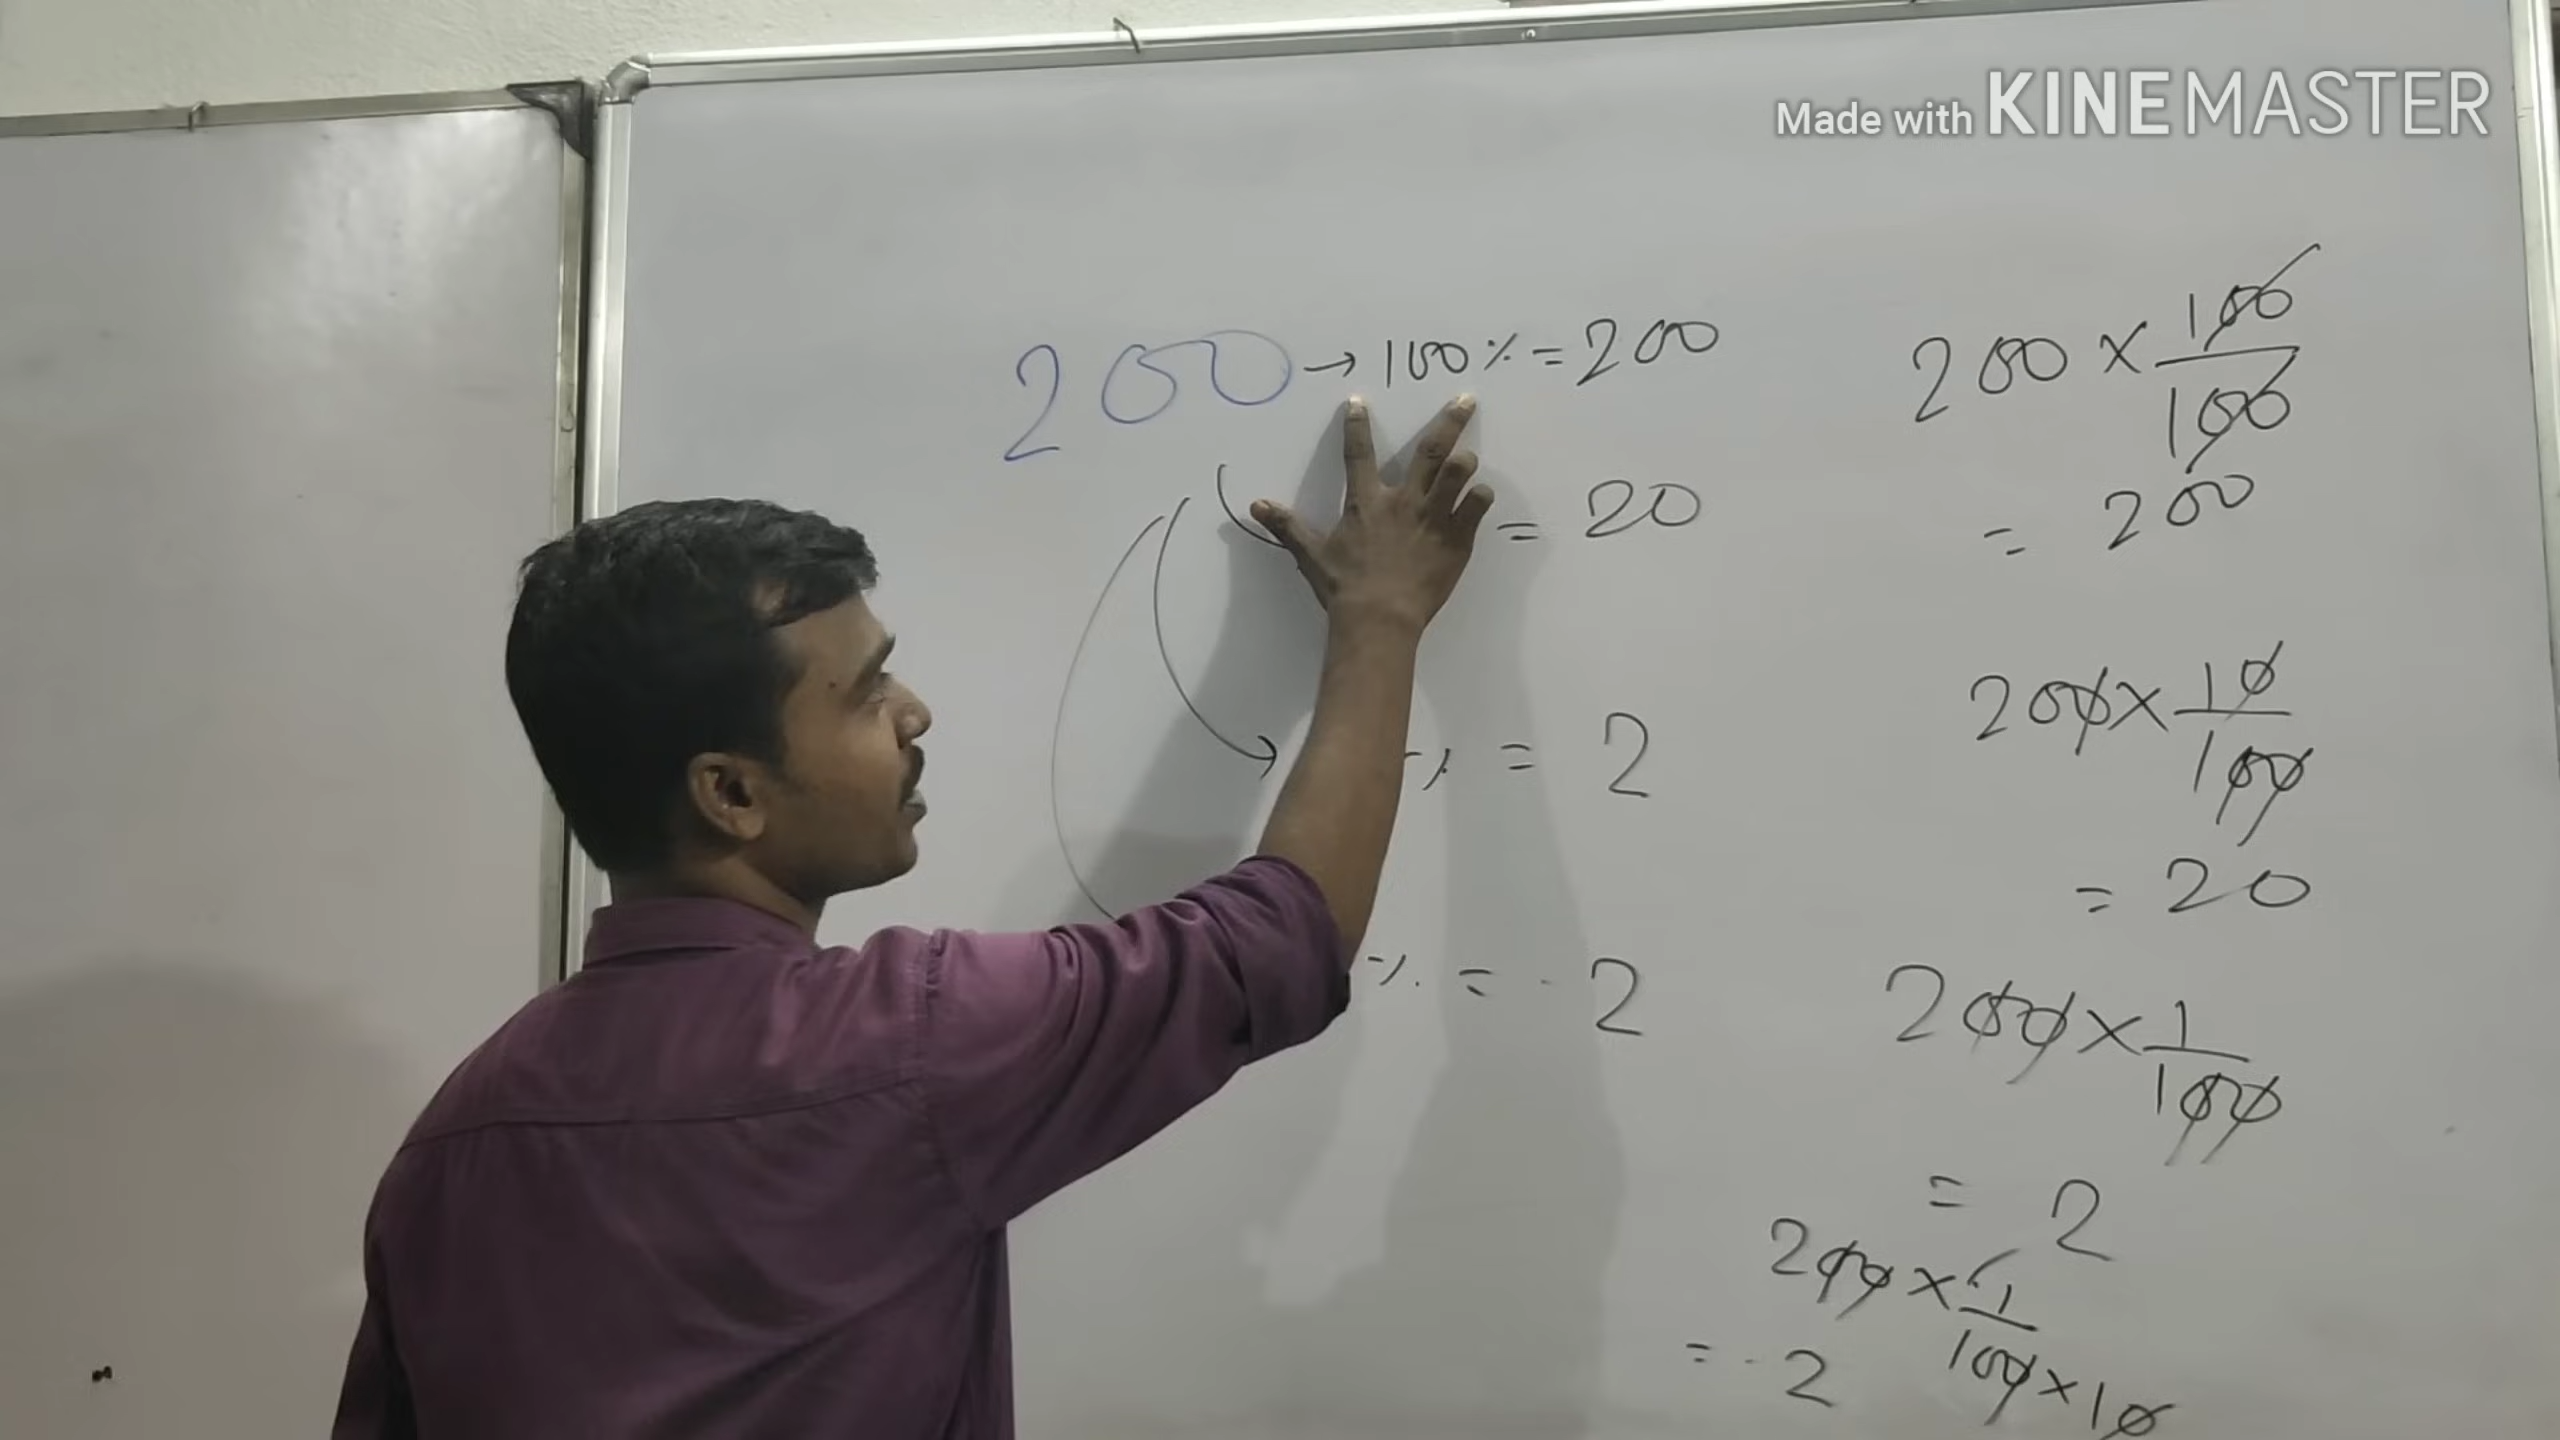 Made with KINEMASTER
200 → 100% = 200
= 20
% = 2
% = .2
200 × 100/100
= 200
200 × 10/100
= 20
200 × 1/100
= 2
200 × 1/100×10
= .2